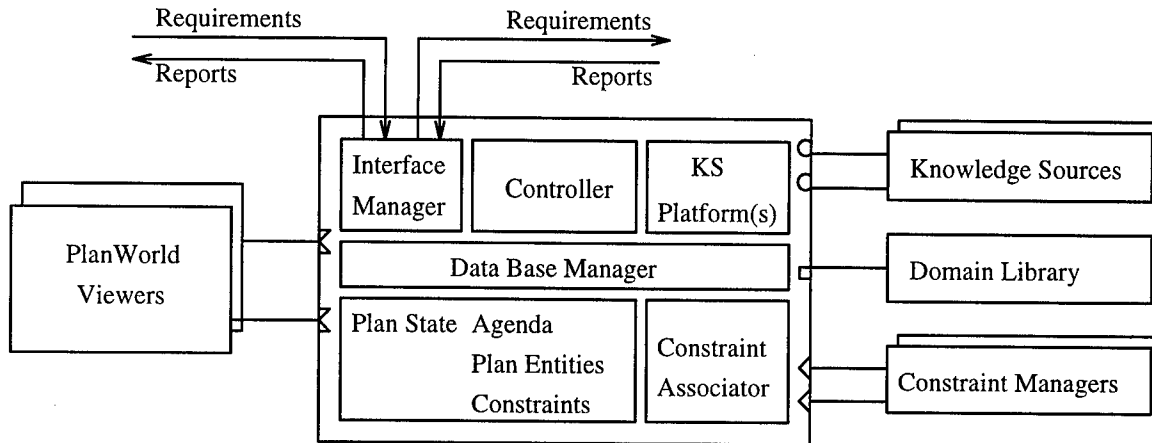 Requirements
Requirements
Reports
Reports
Interface
Manager
Controller
KS
Platform(s)
Knowledge Sources
PlanWorld
Viewers
Data Base Manager
Domain Library
Plan State Agenda
Plan Entities
Constraints
Constraint
Associator
Constraint Managers